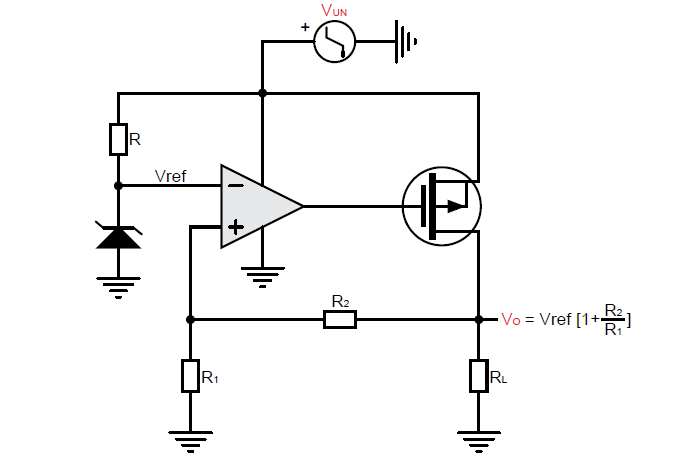 VUN
+
R
Vref
−
+
R2
VO = Vref [1+R2/R1]
R1
RL